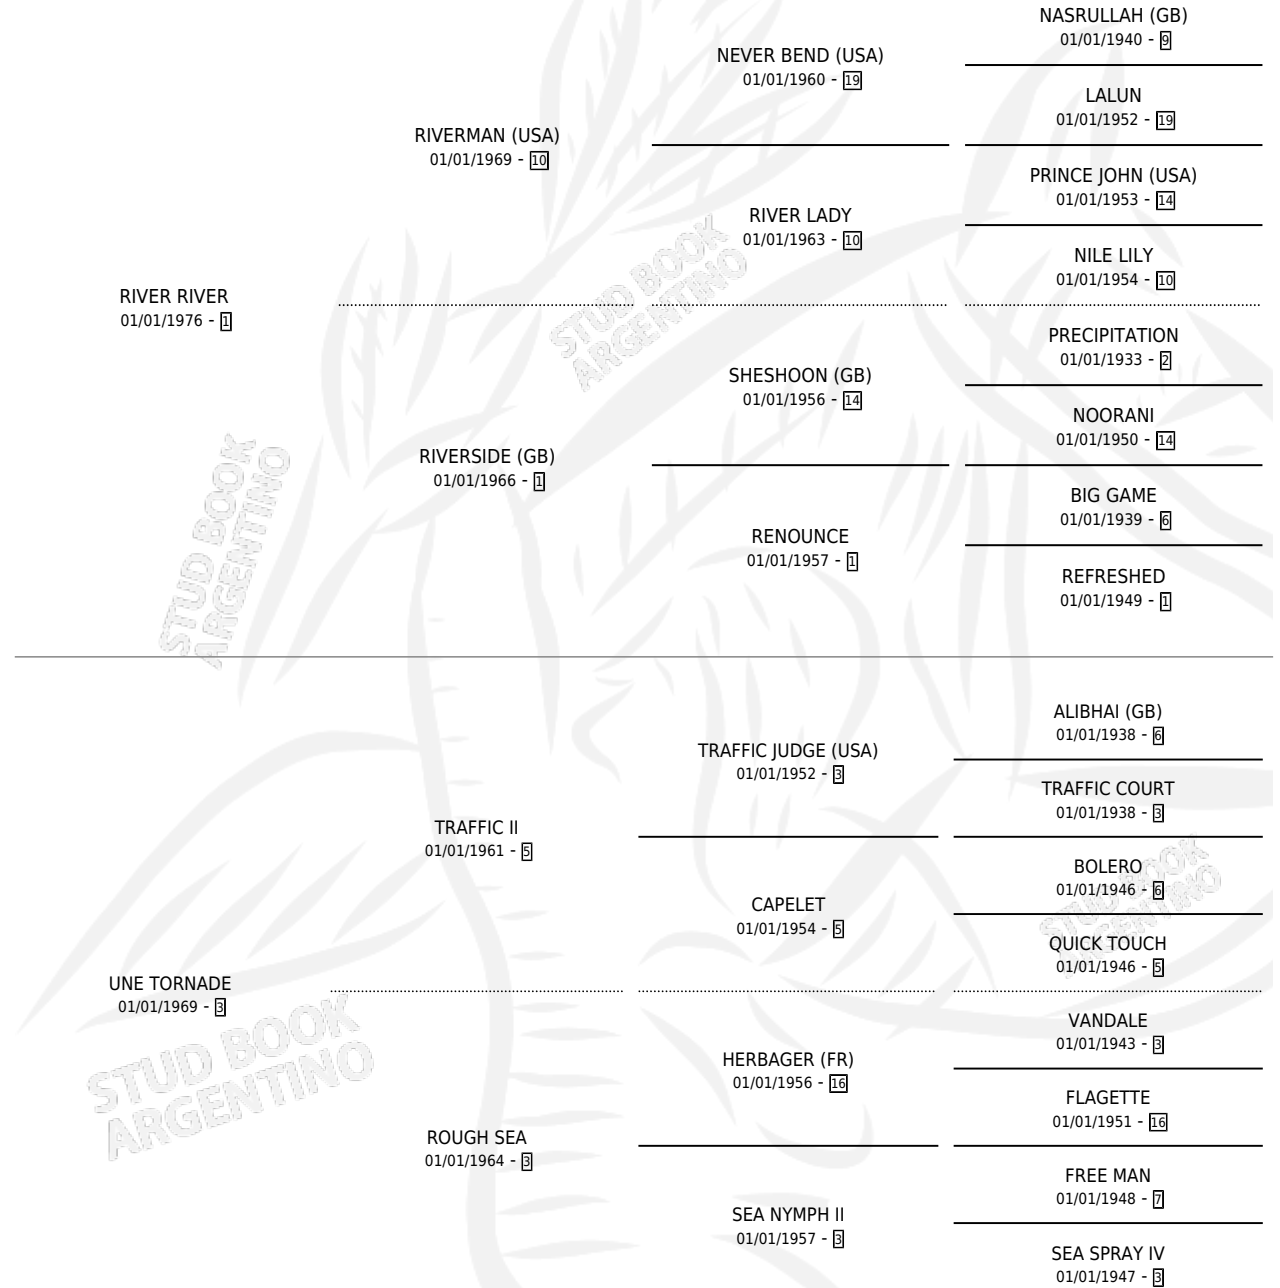 NASRULLAH (GB)
01/01/1940 - 9
NEVER BEND (USA)
01/01/1960 - 19
LALUN
01/01/1952 - 19
RIVERMAN (USA)
01/01/1969 - 10
PRINCE JOHN (USA)
01/01/1953 - 14
RIVER LADY
01/01/1963 - 10
NILE LILY
01/01/1954 - 10
RIVER RIVER
01/01/1976 - 1
PRECIPITATION
01/01/1933 - 2
SHESHOON (GB)
01/01/1956 - 14
NOORANI
01/01/1950 - 14
RIVERSIDE (GB)
01/01/1966 - 1
BIG GAME
01/01/1939 - 6
RENOUNCE
01/01/1957 - 1
REFRESHED
01/01/1949 - 1
STUD BOOK
ARGENTINO
STUD BOOK
ARGENTINO
ALIBHAI (GB)
01/01/1938 - 6
TRAFFIC JUDGE (USA)
01/01/1952 - 3
TRAFFIC COURT
01/01/1938 - 3
TRAFFIC II
01/01/1961 - 5
BOLERO
01/01/1946 - 6
CAPELET
01/01/1954 - 5
QUICK TOUCH
01/01/1946 - 5
STUD BOOK
ARGENTINO
UNE TORNADE
01/01/1969 - 3
VANDALE
01/01/1943 - 3
HERBAGER (FR)
01/01/1956 - 16
FLAGETTE
01/01/1951 - 16
ROUGH SEA
01/01/1964 - 3
FREE MAN
01/01/1948 - 7
SEA NYMPH II
01/01/1957 - 3
SEA SPRAY IV
01/01/1947 - 3
STUD BOOK
ARGENTINO